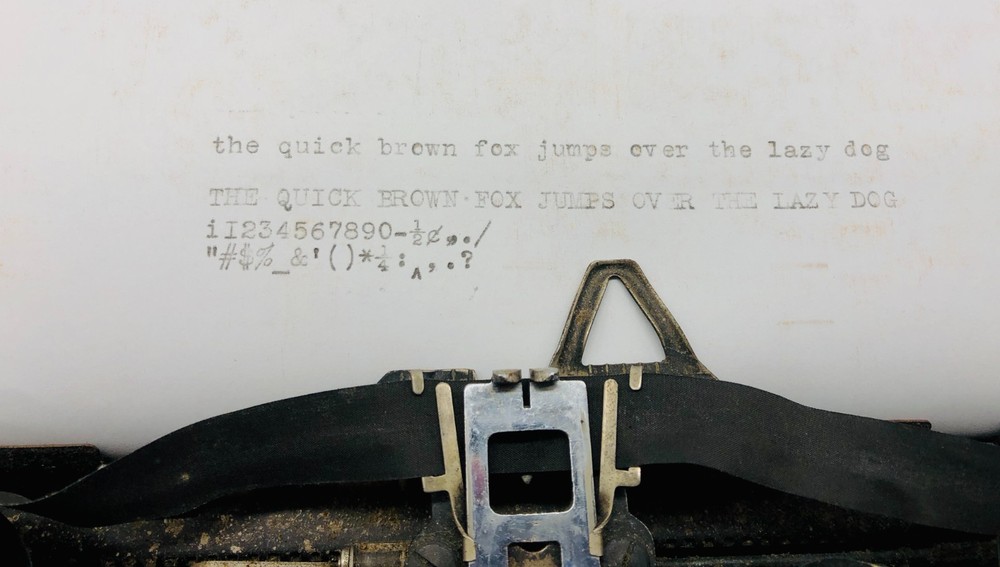 the quick brown fox jumps over the lazy dog
THE QUICK BROWN FOX JUMPS OVER THE LAZY DOG
iI234567890-½¢,,./
"#$%_&'()*¼:^,.?